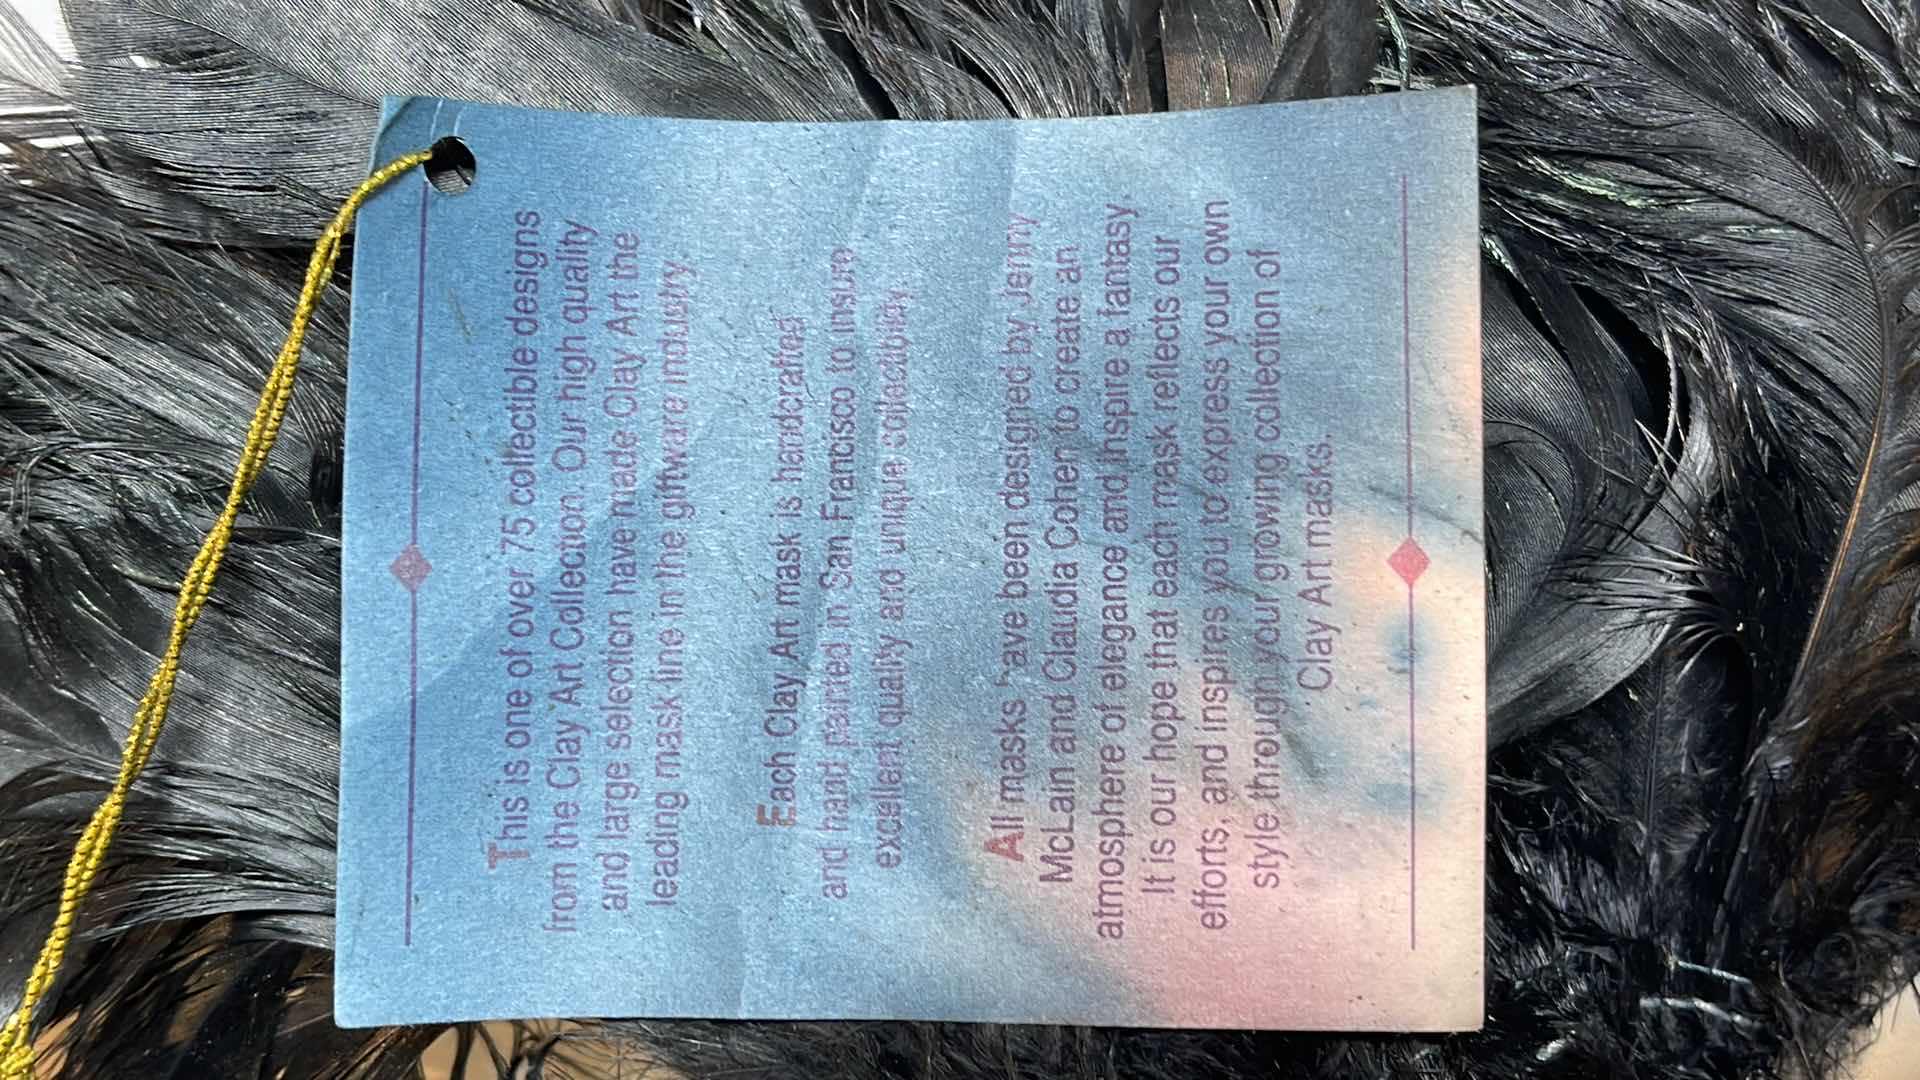 This is one of over 75 collectible designs
from the Clay Art Collection. Our high quality
and large selection have made Clay Art the
leading mask line in the giftware industry.
Each Clay Art mask is handcrafted
and hand painted in San Francisco to insure
excellent quality and unique collectability.
All masks have been designed by Jenny
McLain and Claudia Cohen to create an
atmosphere of elegance and inspire a fantasy.
It is our hope that each mask reflects our
efforts, and inspires you to express your own
style through your growing collection of
Clay Art masks.